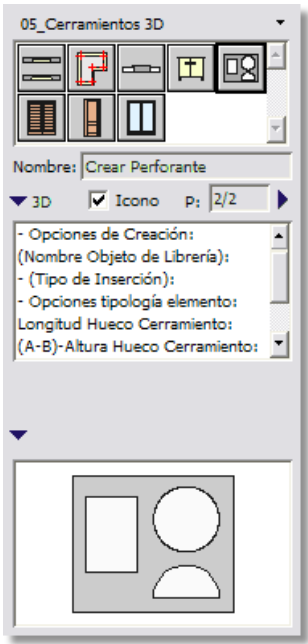 05_Cerramientos 3D
Nombre: Crear Perforante
3D Icono P: 2/2
- Opciones de Creación:
(Nombre Objeto de Librería):
- (Tipo de Inserción):
- Opciones tipología elemento:
Longitud Hueco Cerramiento:
(A-B)-Altura Hueco Cerramiento: